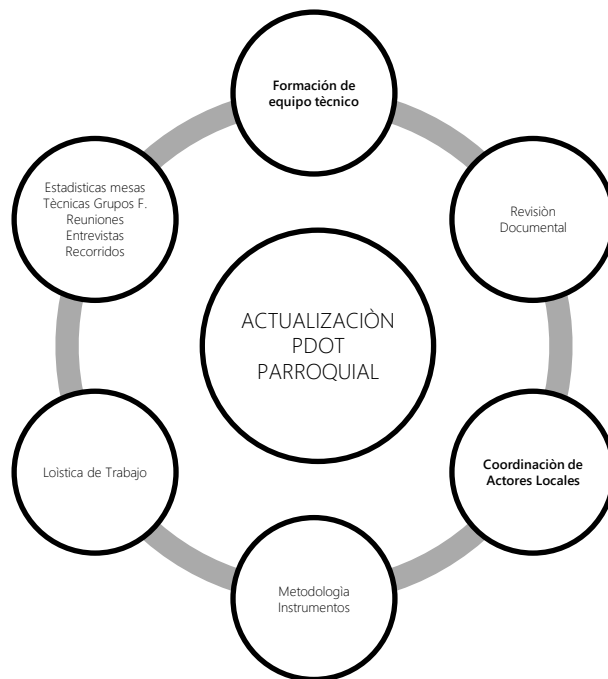 Formación de
equipo tècnico
Revisiòn
Documental
Coordinaciòn de
Actores Locales
Metodologìa
Instrumentos
Loìstica de Trabajo
Estadisticas mesas
Tècnicas Grupos F.
Reuniones
Entrevistas
Recorridos
ACTUALIZACIÒN
PDOT
PARROQUIAL